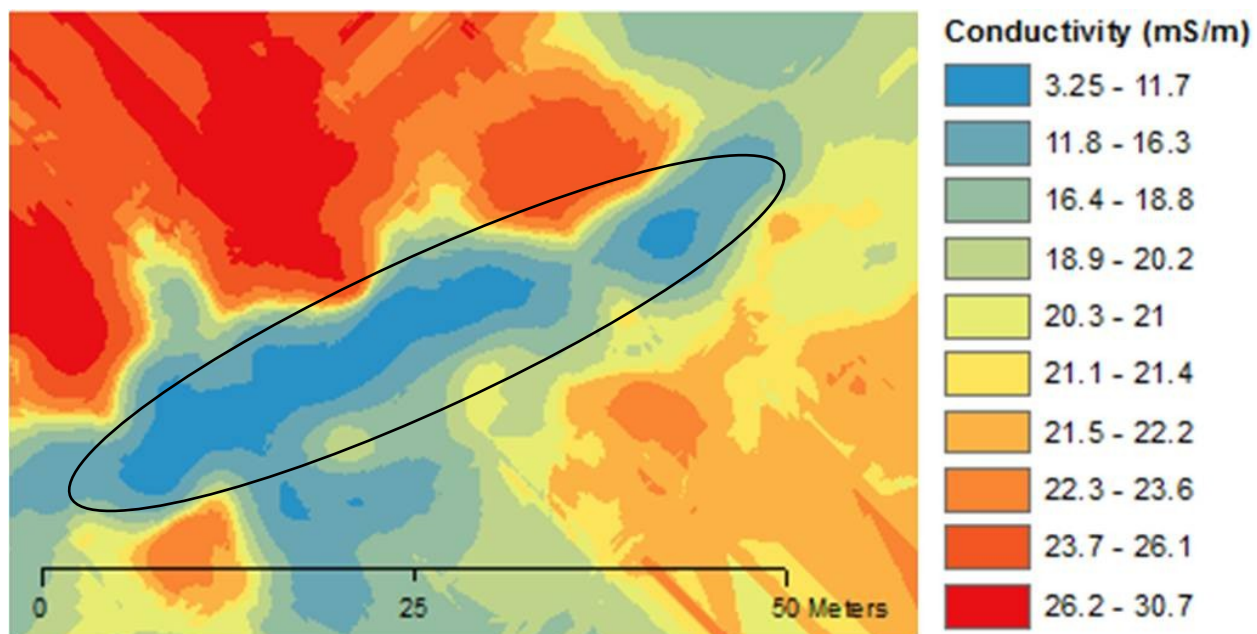 Conductivity (mS/m)
3.25 - 11.7
11.8 - 16.3
16.4 - 18.8
18.9 - 20.2
20.3 - 21
21.1 - 21.4
21.5 - 22.2
22.3 - 23.6
23.7 - 26.1
26.2 - 30.7
0 25 50 Meters